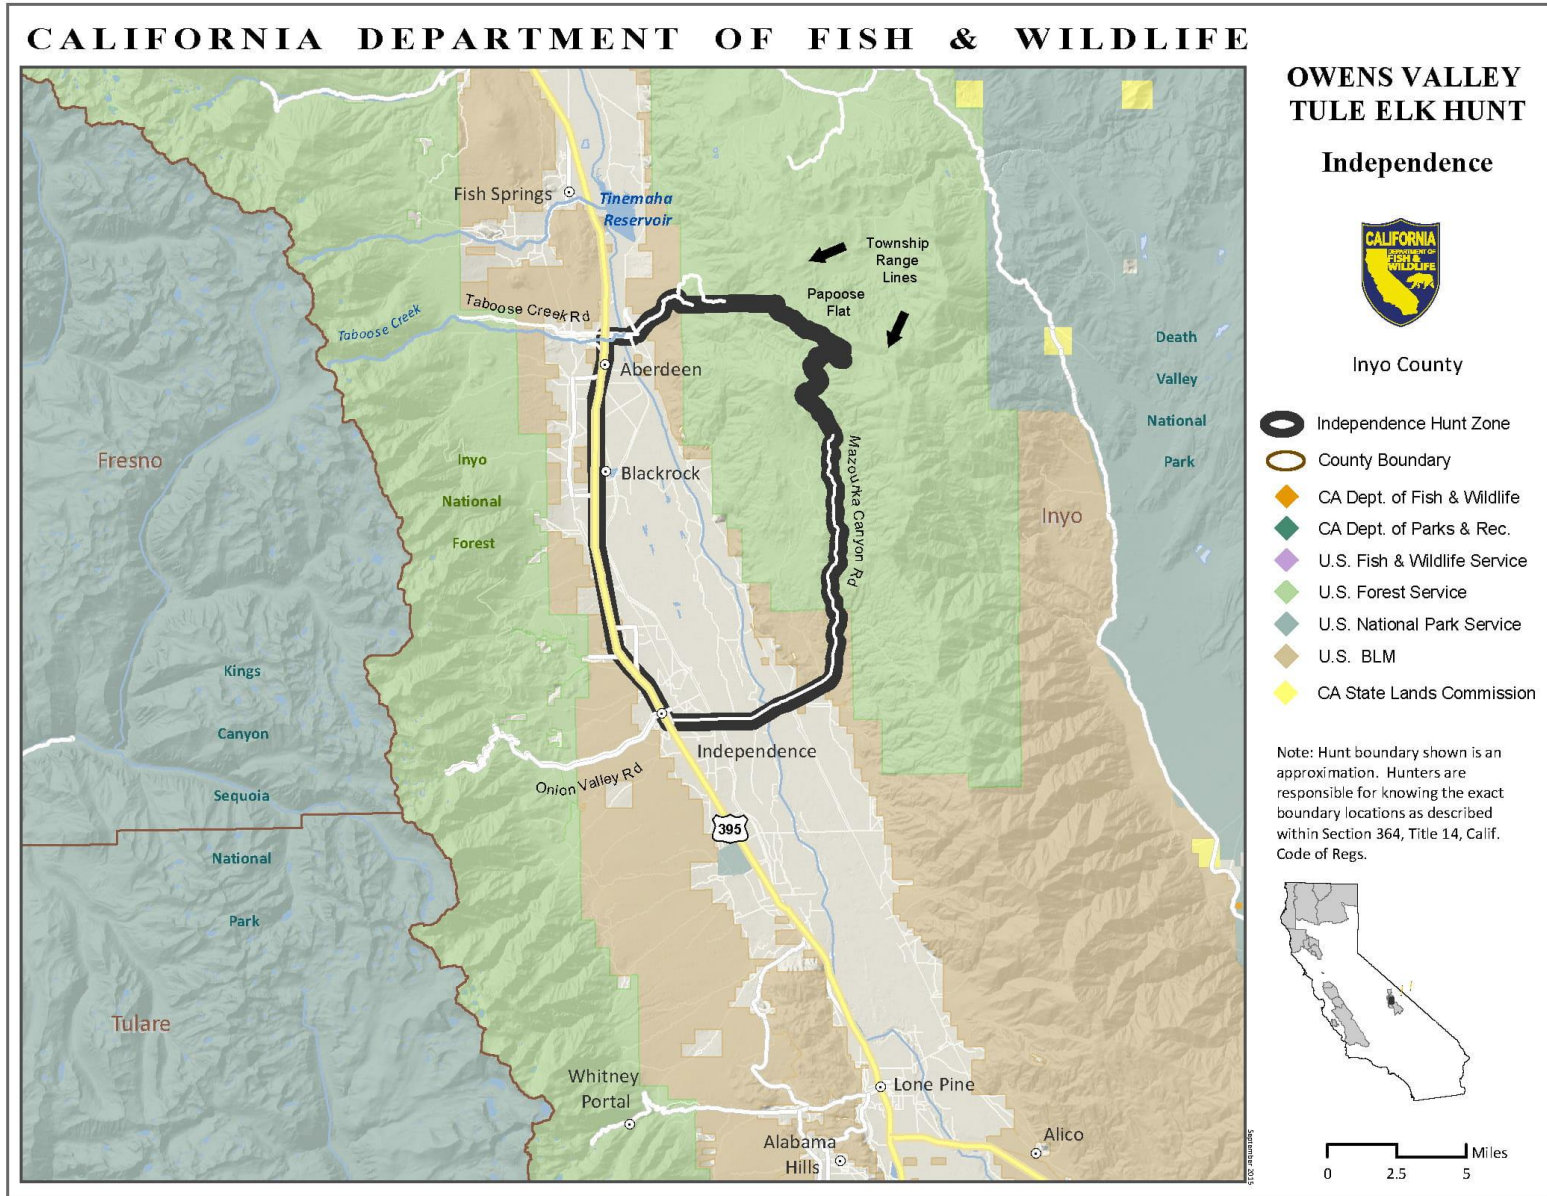 CALIFORNIA DEPARTMENT OF FISH & WILDLIFE
OWENS VALLEY
TULE ELK HUNT
Independence
CALIFORNIA
DEPARTMENT OF
FISH &
WILDLIFE
Inyo County
Independence Hunt Zone
County Boundary
CA Dept. of Fish & Wildlife
CA Dept. of Parks & Rec.
U.S. Fish & Wildlife Service
U.S. Forest Service
U.S. National Park Service
U.S. BLM
CA State Lands Commission
Note: Hunt boundary shown is an
approximation. Hunters are
responsible for knowing the exact
boundary locations as described
within Section 364, Title 14, Calif.
Code of Regs.
Miles
0 2.5 5
September 2015
Fish Springs
Tinemaha
Reservoir
Township
Range
Lines
Papoose
Flat
Taboose Creek Rd
Taboose Creek
Aberdeen
Death
Valley
National
Park
Blackrock
Mazourka Canyon Rd
Fresno
Inyo
National
Forest
Inyo
Kings
Canyon
Sequoia
National
Park
Independence
Onion Valley Rd
395
Tulare
Whitney
Portal
Lone Pine
Alabama
Hills
Alico